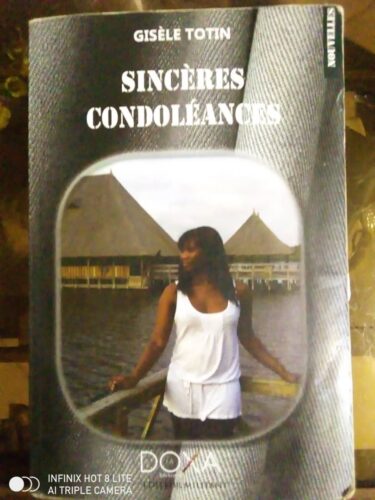 GISÈLE TOTIN
NOUVELLES
SINCÈRES
CONDOLÉANCES
DOXA
INFINIX HOT 8 LITE
AI TRIPLE CAMERA